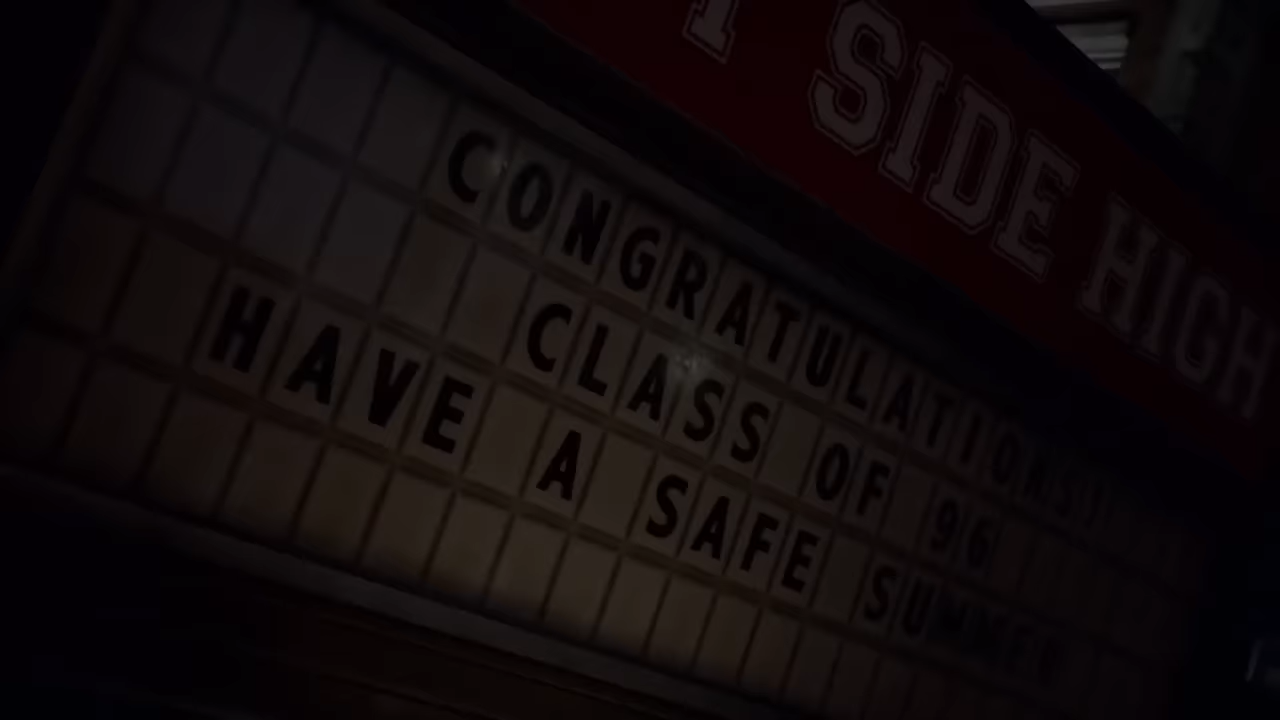 SIDE HIGH
CONGRATULATIONS!!
CLASS OF 96
HAVE A SAFE SUMMER